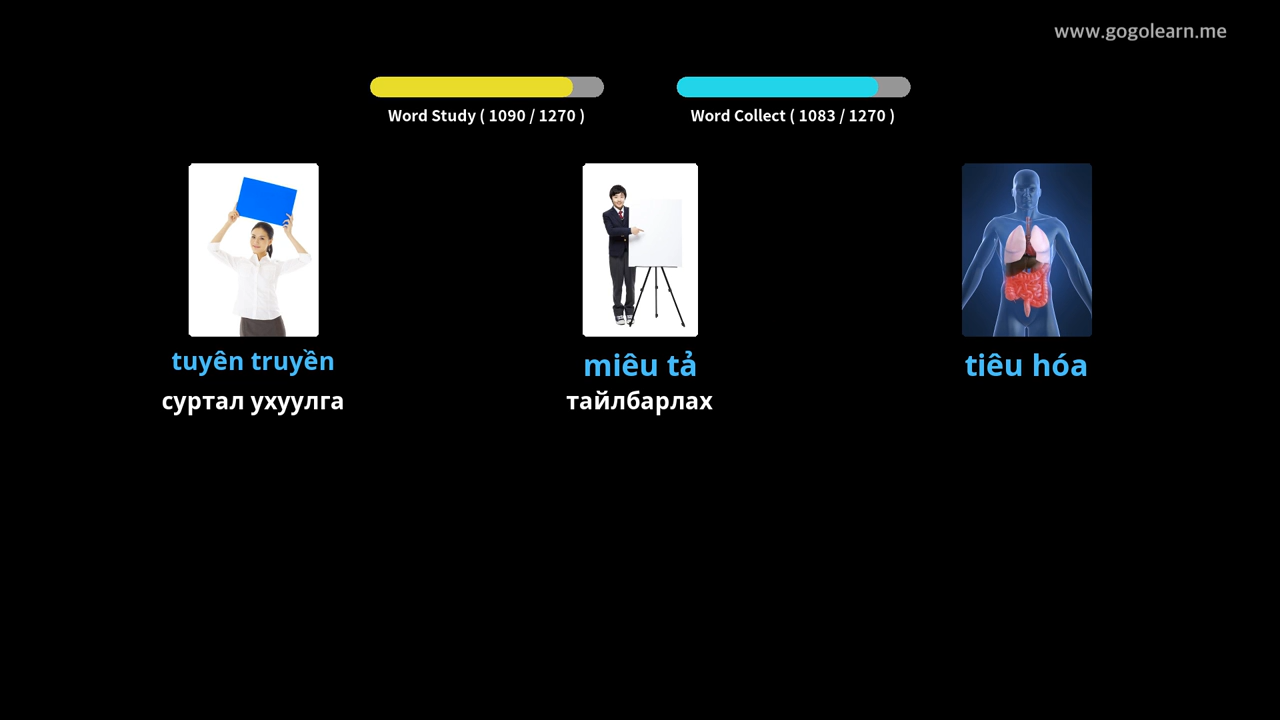 www.gogolearn.me
Word Study ( 1090 / 1270 )
Word Collect ( 1083 / 1270 )
tuyên truyền
суртал ухуулга
miêu tả
тайлбарлах
tiêu hóa